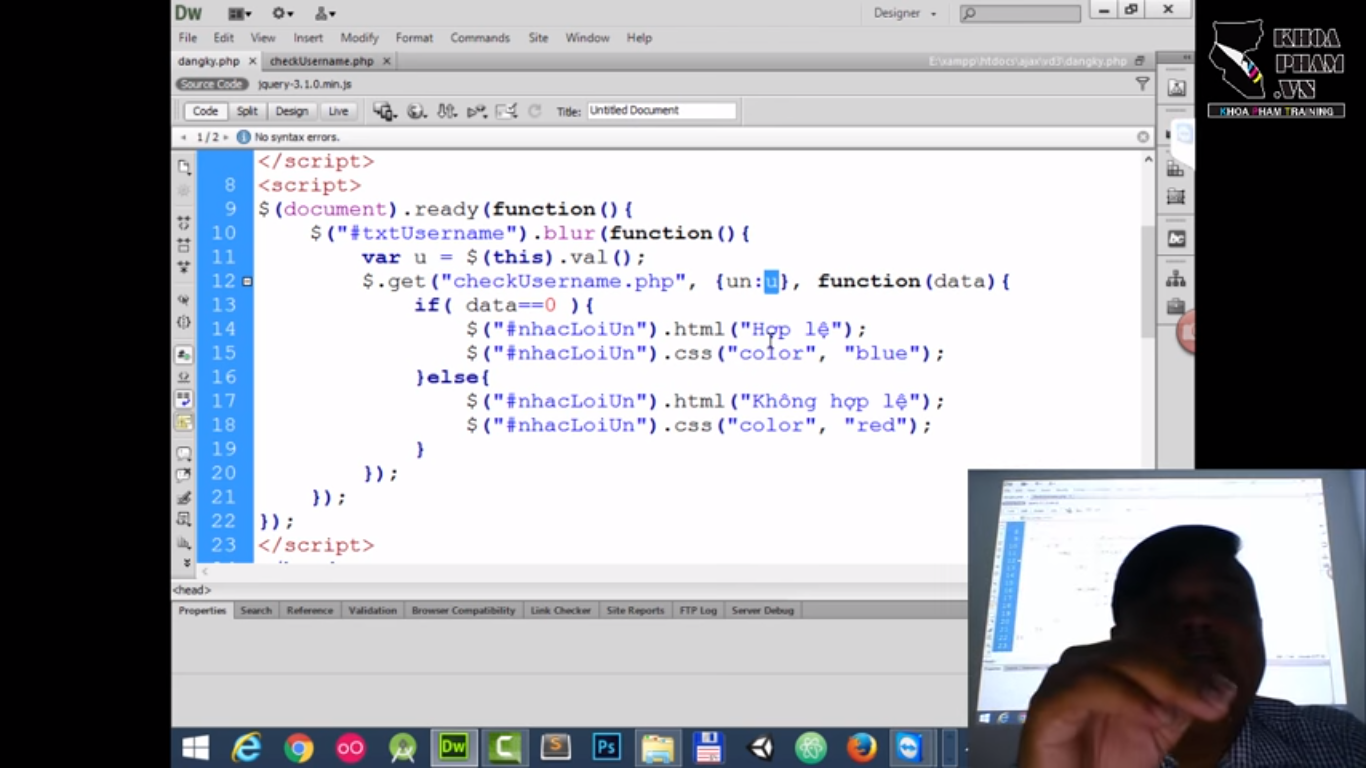 Dw
Designer
File Edit View Insert Modify Format Commands Site Window Help
dangky.php checkUsername.php E:\xampp\htdocs\ajax\vd3\dangky.php
Source Code jquery-3.1.0.min.js
Code Split Design Live Title: Untitled Document
1 / 2 No syntax errors.
</script>
8 <script>
9 $(document).ready(function(){
10 $("#txtUsername").blur(function(){
11 var u = $(this).val();
12 $.get("checkUsername.php", {un:u}, function(data){
13 if( data==0 ){
14 $("#nhacLoiUn").html("Hợp lệ");
15 $("#nhacLoiUn").css("color", "blue");
16 }else{
17 $("#nhacLoiUn").html("Không hợp lệ");
18 $("#nhacLoiUn").css("color", "red");
19 }
20 });
21 });
22 });
23 </script>
<head>
Properties Search Reference Validation Browser Compatibility Link Checker Site Reports FTP Log Server Debug
Dw C S Ps
KHOA
PHAM
.VN
KHOA PHAM TRAINING